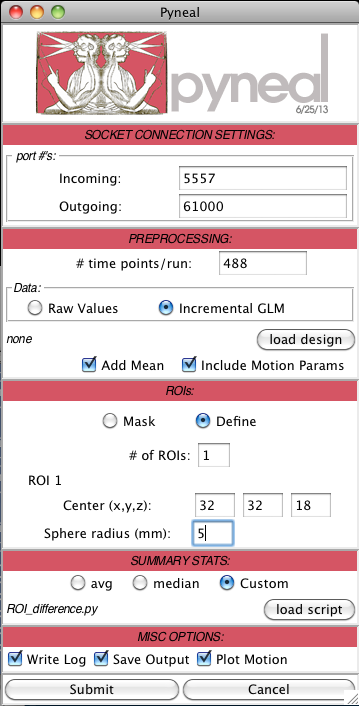 Pyneal
pyneal
6/25/13
SOCKET CONNECTION SETTINGS:
port #'s:
Incoming: 5557
Outgoing: 61000
PREPROCESSING:
# time points/run: 488
Data:
Raw Values Incremental GLM
none load design
Add Mean Include Motion Params
ROIs:
Mask Define
# of ROIs: 1
ROI 1
Center (x,y,z): 32 32 18
Sphere radius (mm): 5
SUMMARY STATS:
avg median Custom
ROI_difference.py load script
MISC OPTIONS:
Write Log Save Output Plot Motion
Submit Cancel